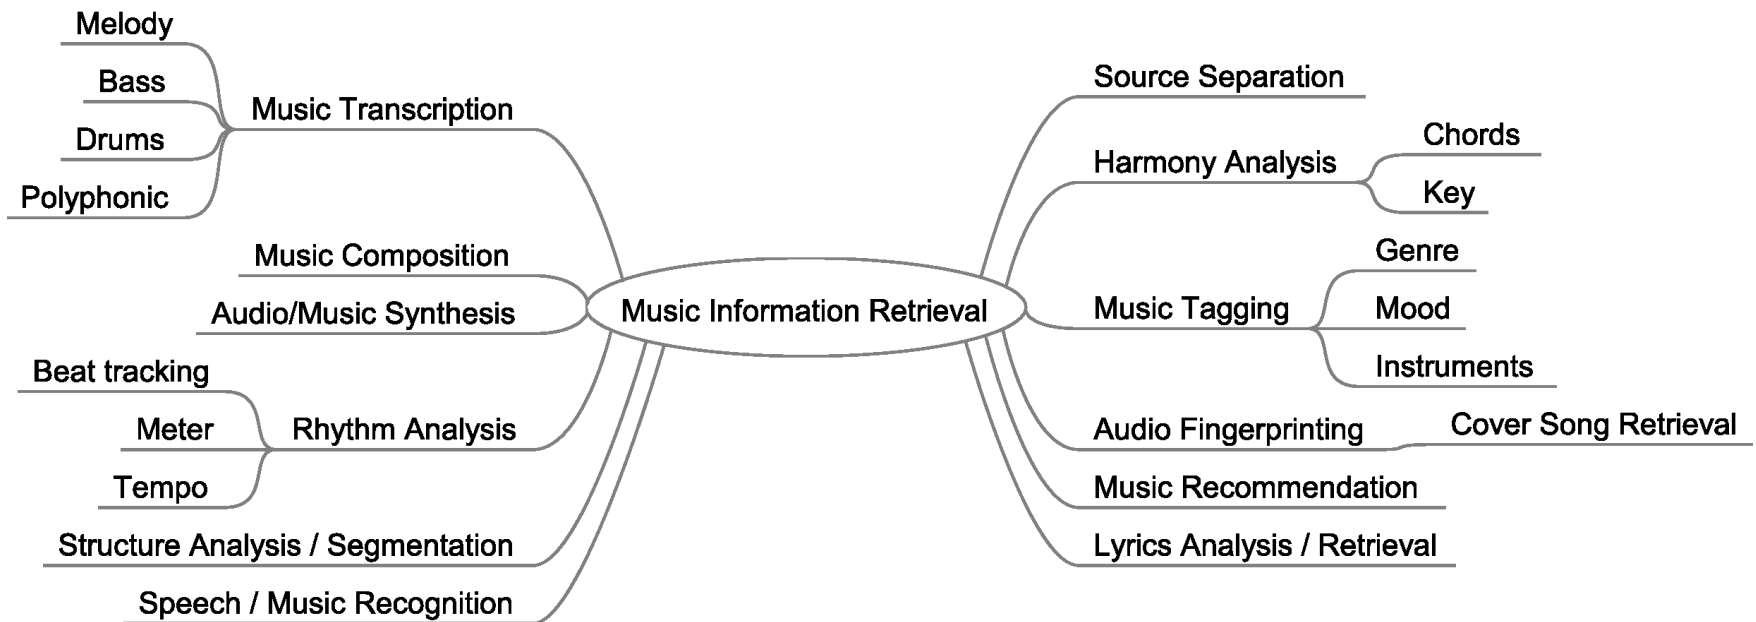 Melody
Bass
Drums
Polyphonic
Music Transcription
Music Composition
Audio/Music Synthesis
Beat tracking
Meter
Tempo
Rhythm Analysis
Structure Analysis / Segmentation
Speech / Music Recognition
Music Information Retrieval
Source Separation
Harmony Analysis
Chords
Key
Music Tagging
Genre
Mood
Instruments
Audio Fingerprinting
Cover Song Retrieval
Music Recommendation
Lyrics Analysis / Retrieval